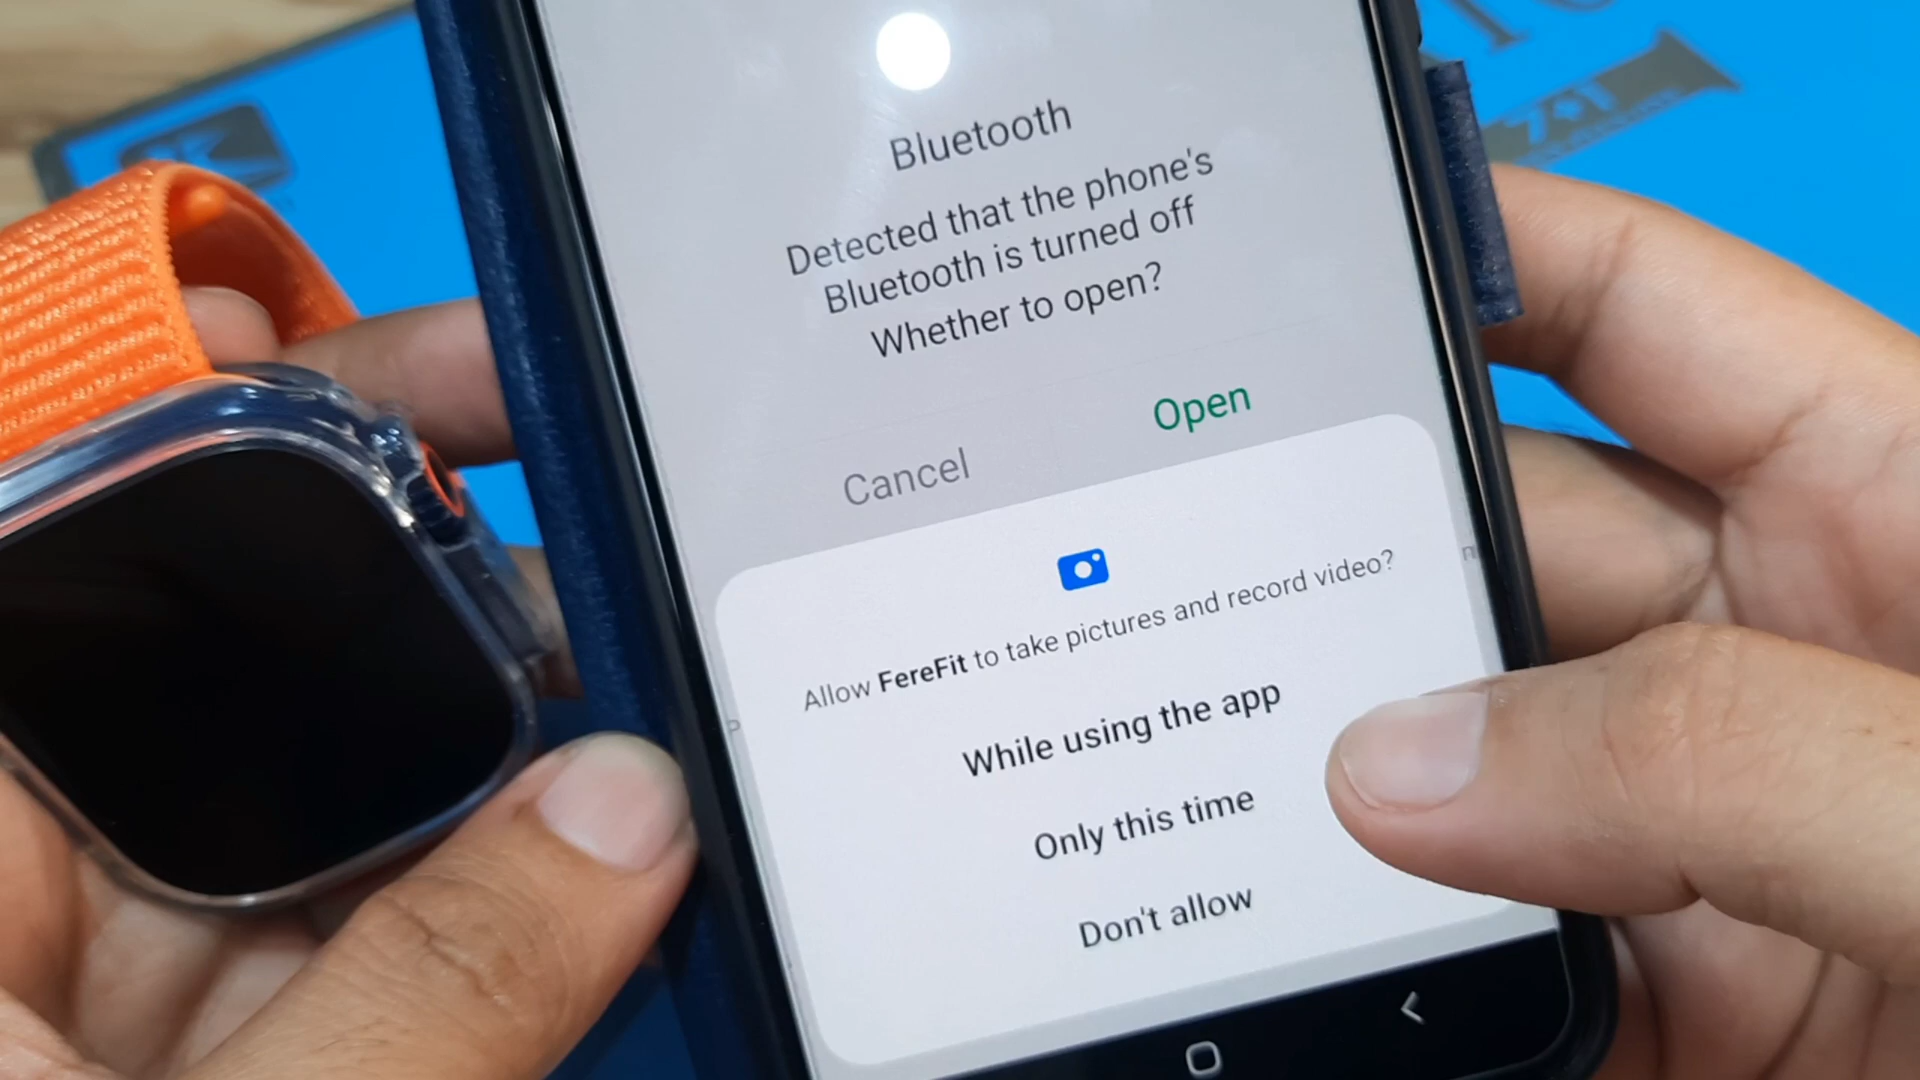 Bluetooth
Detected that the phone's
Bluetooth is turned off
Whether to open?
Cancel
Open
Allow FereFit to take pictures and record video?
While using the app
Only this time
Don't allow